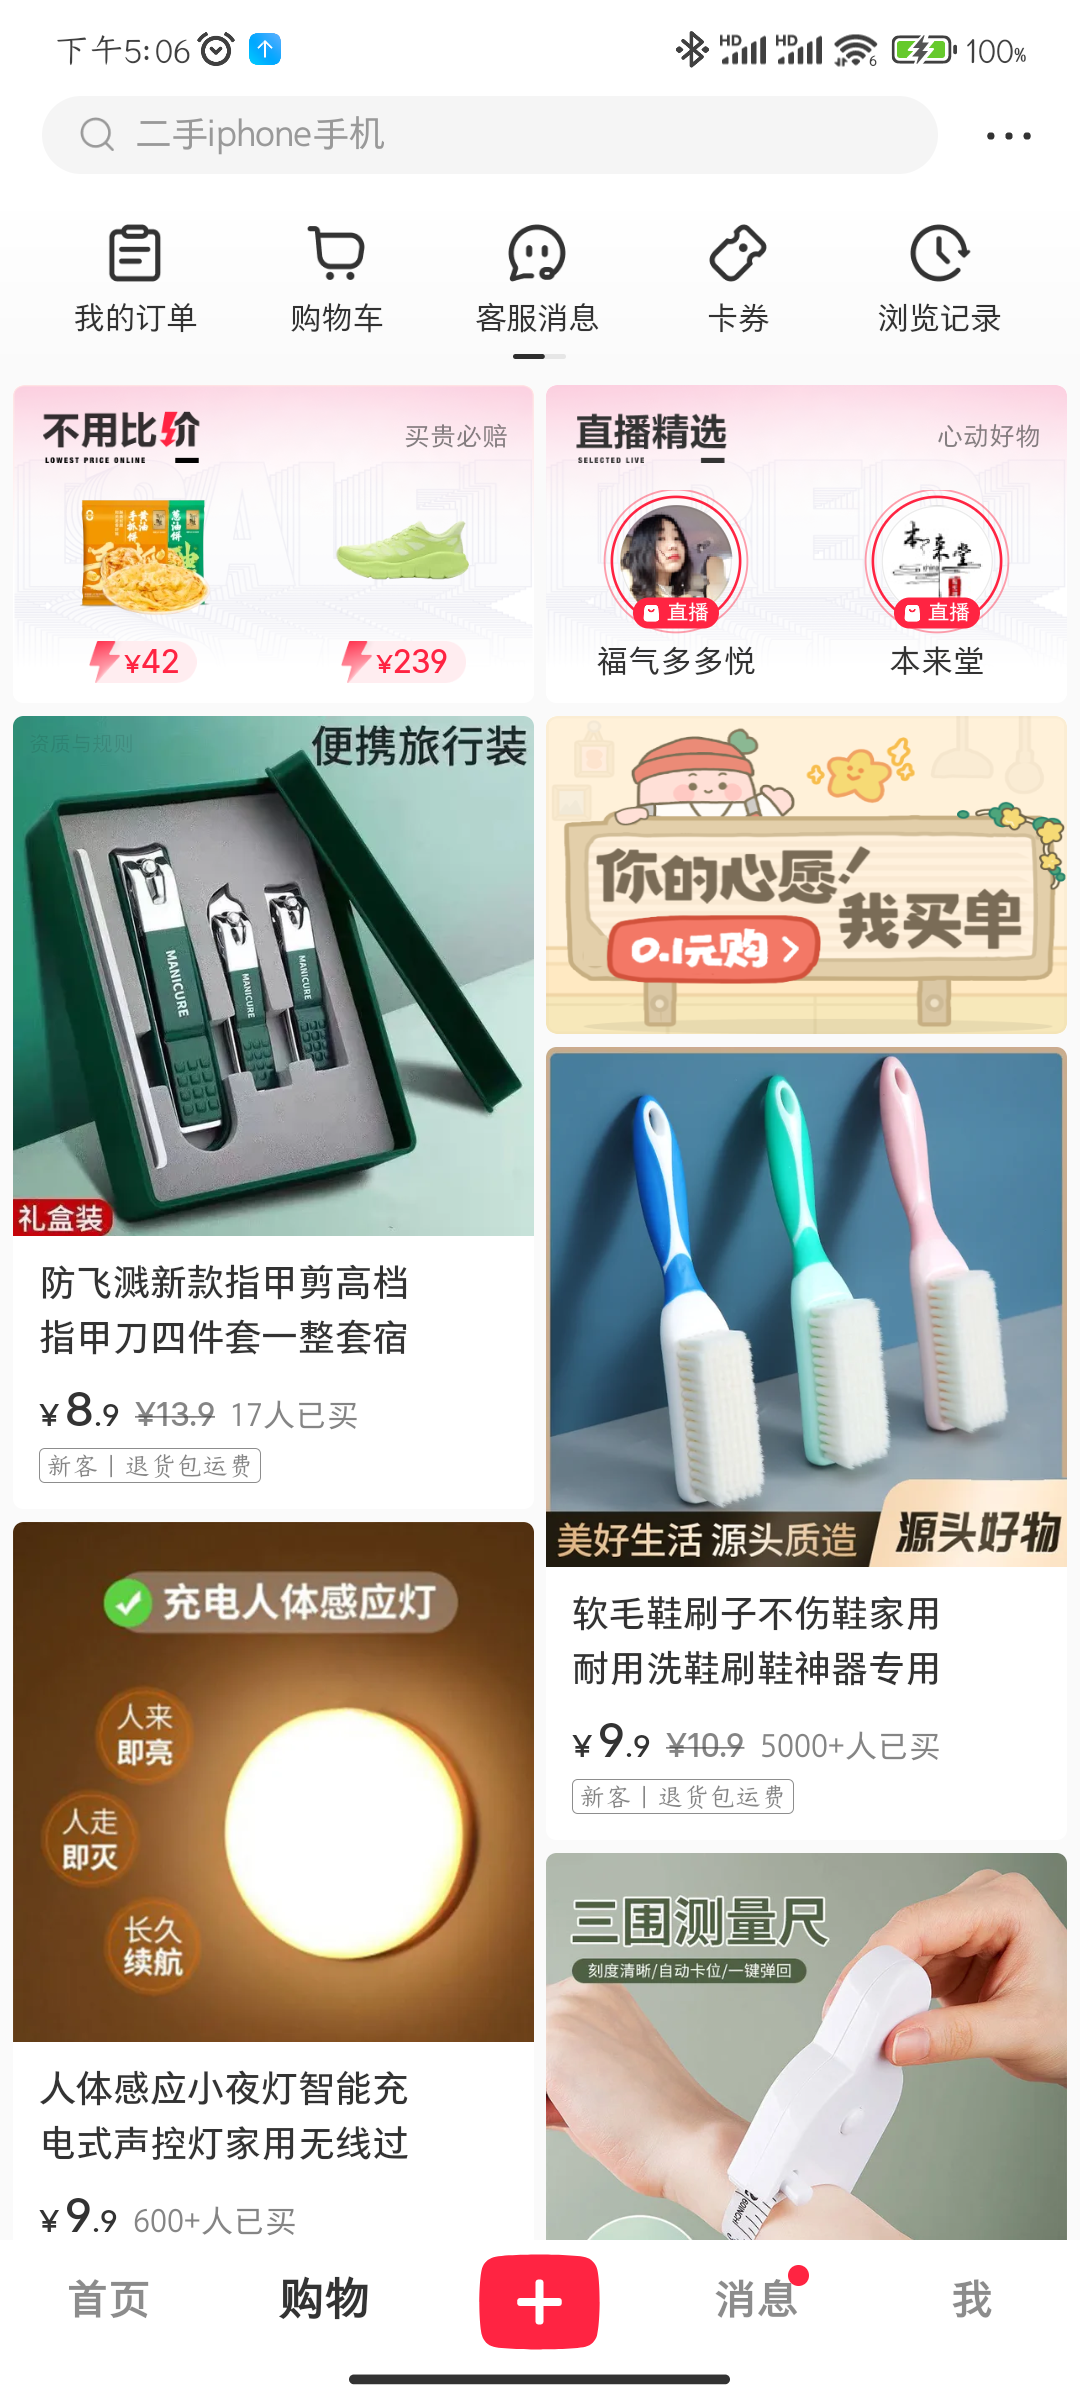 下午5:06
HD HD 6 100%
二手iphone手机
我的订单 购物车 客服消息 卡券 浏览记录
不用比价 买贵必赔
LOWEST PRICE ONLINE
¥42 ¥239
直播精选 心动好物
SELECTED LIVE
直播 直播
福气多多悦 本来堂
资质与规则
便携旅行装
MANICURE
MANICURE
MANICURE
礼盒装
防飞溅新款指甲剪高档
指甲刀四件套一整套宿
¥8.9 ¥13.9 17人已买
新客 | 退货包运费
你的心愿!
我买单
0.1元购
美好生活 源头质造 源头好物
软毛鞋刷子不伤鞋家用
耐用洗鞋刷鞋神器专用
¥9.9 ¥10.9 5000+人已买
新客 | 退货包运费
充电人体感应灯
人来
即亮
人走
即灭
长久
续航
人体感应小夜灯智能充
电式声控灯家用无线过
¥9.9 600+人已买
三围测量尺
刻度清晰/自动卡位/一键弹回
首页 购物 消息 我